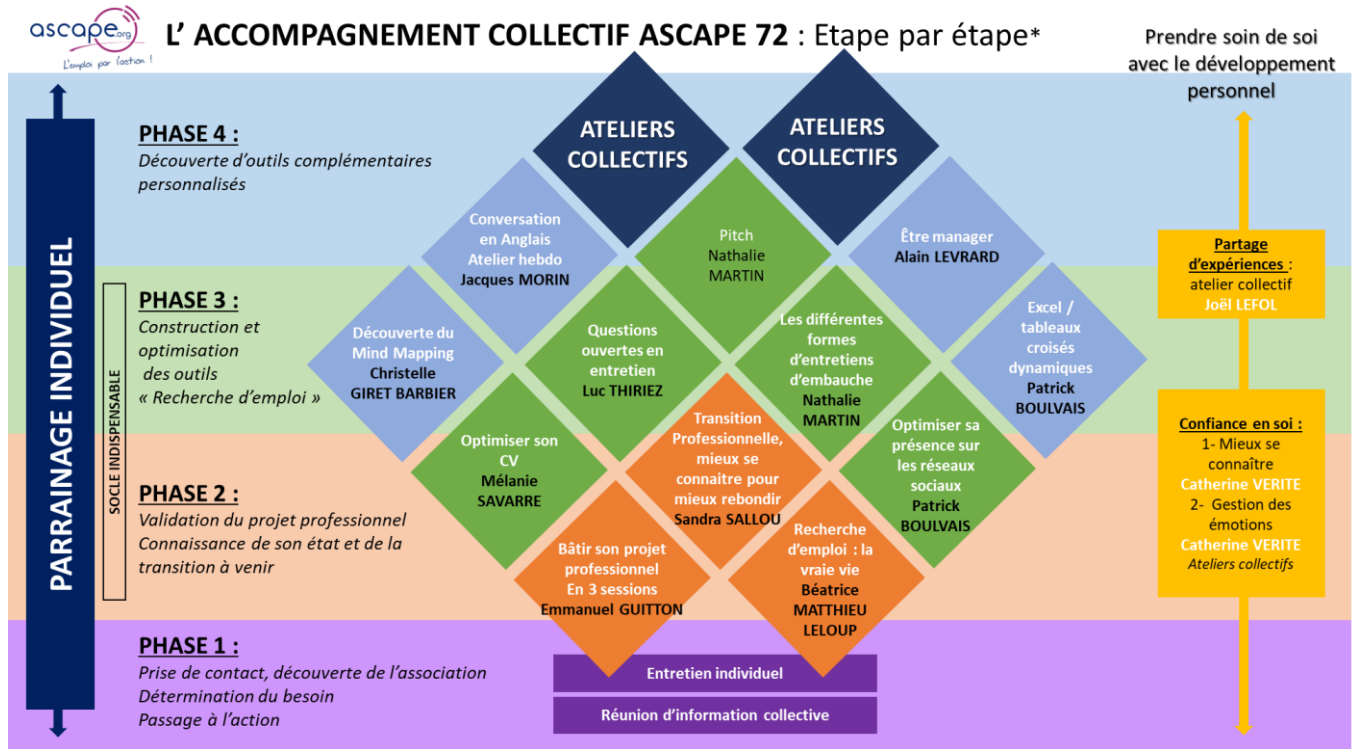 ascape.org
L'emploi par l'action !
L' ACCOMPAGNEMENT COLLECTIF ASCAPE 72 : Etape par étape*
Prendre soin de soi
avec le développement
personnel
PARRAINAGE INDIVIDUEL
SOCLE INDISPENSABLE
PHASE 4 :
Découverte d'outils complémentaires
personnalisés
PHASE 3 :
Construction et
optimisation
des outils
« Recherche d'emploi »
PHASE 2 :
Validation du projet professionnel
Connaissance de son état et de la
transition à venir
PHASE 1 :
Prise de contact, découverte de l'association
Détermination du besoin
Passage à l'action
ATELIERS
COLLECTIFS
ATELIERS
COLLECTIFS
Conversation
en Anglais
Atelier hebdo
Jacques MORIN
Pitch
Nathalie
MARTIN
Être manager
Alain LEVRARD
Découverte du
Mind Mapping
Christelle
GIRET BARBIER
Questions
ouvertes en
entretien
Luc THIRIEZ
Les différentes
formes
d'entretiens
d'embauche
Nathalie
MARTIN
Excel /
tableaux
croisés
dynamiques
Patrick
BOULVAIS
Optimiser son
CV
Mélanie
SAVARRE
Transition
Professionnelle,
mieux se
connaitre pour
mieux rebondir
Sandra SALLOU
Optimiser sa
présence sur
les réseaux
sociaux
Patrick
BOULVAIS
Bâtir son projet
professionnel
En 3 sessions
Emmanuel GUITTON
Recherche
d'emploi : la
vraie vie
Béatrice
MATTHIEU
LELOUP
Entretien individuel
Réunion d'information collective
Partage
d'expériences :
atelier collectif
Joël LEFOL
Confiance en soi :
1- Mieux se
connaître
Catherine VERITE
2- Gestion des
émotions
Catherine VERITE
Ateliers collectifs